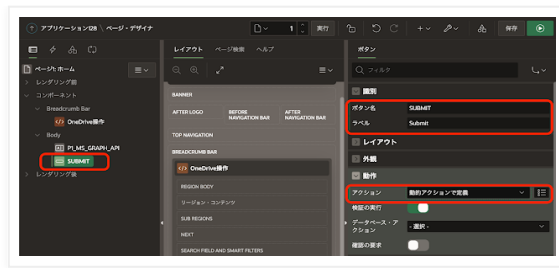 アプリケーション128 \ ページ・デザイナ
1
実行
保存
ページ1: ホーム
レンダリング前
コンポーネント
Breadcrumb Bar
OneDrive操作
Body
P1_MS_GRAPH_API
SUBMIT
レンダリング後
レイアウト
ページ検索
ヘルプ
BANNER
AFTER LOGO
BEFORE
NAVIGATION BAR
AFTER
NAVIGATION BAR
TOP NAVIGATION
BREADCRUMB BAR
OneDrive操作
REGION BODY
リージョン・コンテンツ
SUB REGIONS
NEXT
SEARCH FIELD AND SMART FILTERS
ボタン
フィルタ
識別
ボタン名
SUBMIT
ラベル
Submit
レイアウト
外観
動作
アクション
動的アクションで定義
検証の実行
データベース・ア
クション
- 選択 -
確認の要求